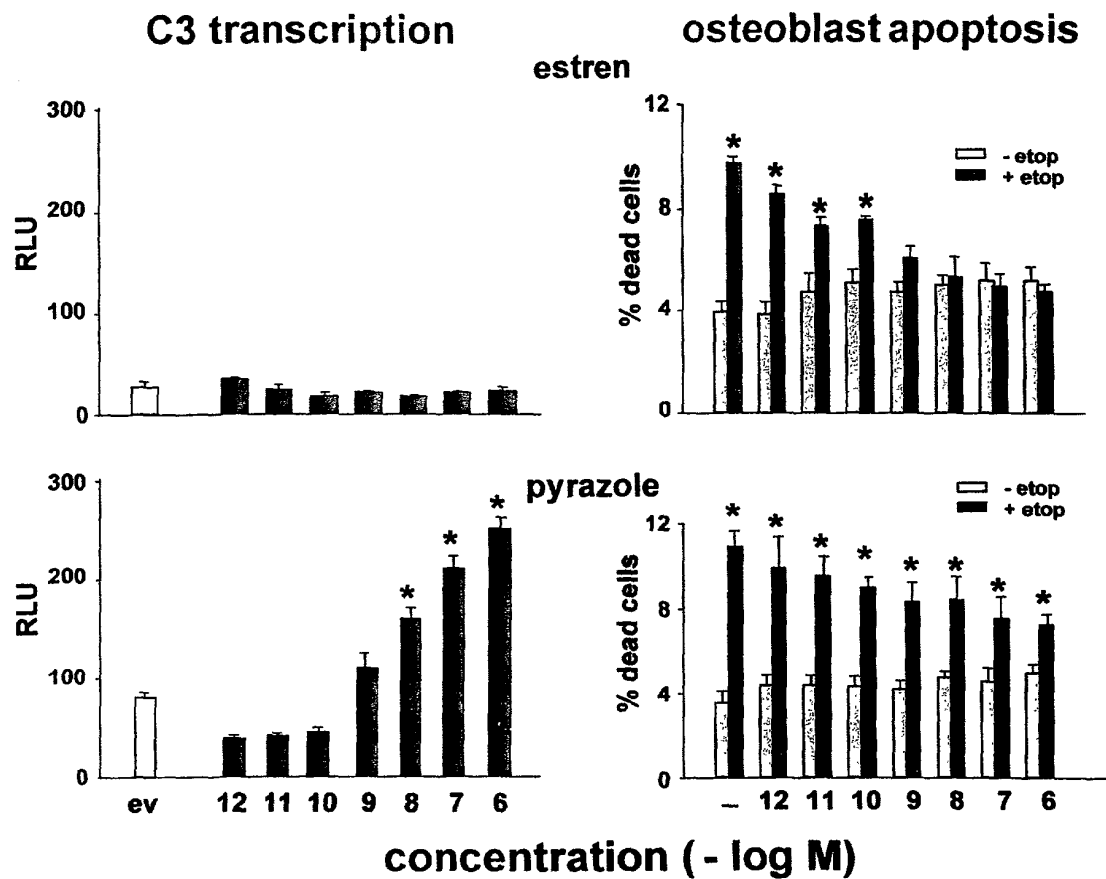 C3 transcription
osteoblast apoptosis
estren
300
200
100
0
RLU
12
8
4
0
% dead cells
- etop
+ etop
* * * *
pyrazole
300
200
100
0
RLU
* * *
ev 12 11 10 9 8 7 6
12
8
4
0
% dead cells
- etop
+ etop
* * * * * * * *
– 12 11 10 9 8 7 6
concentration ( - log M)